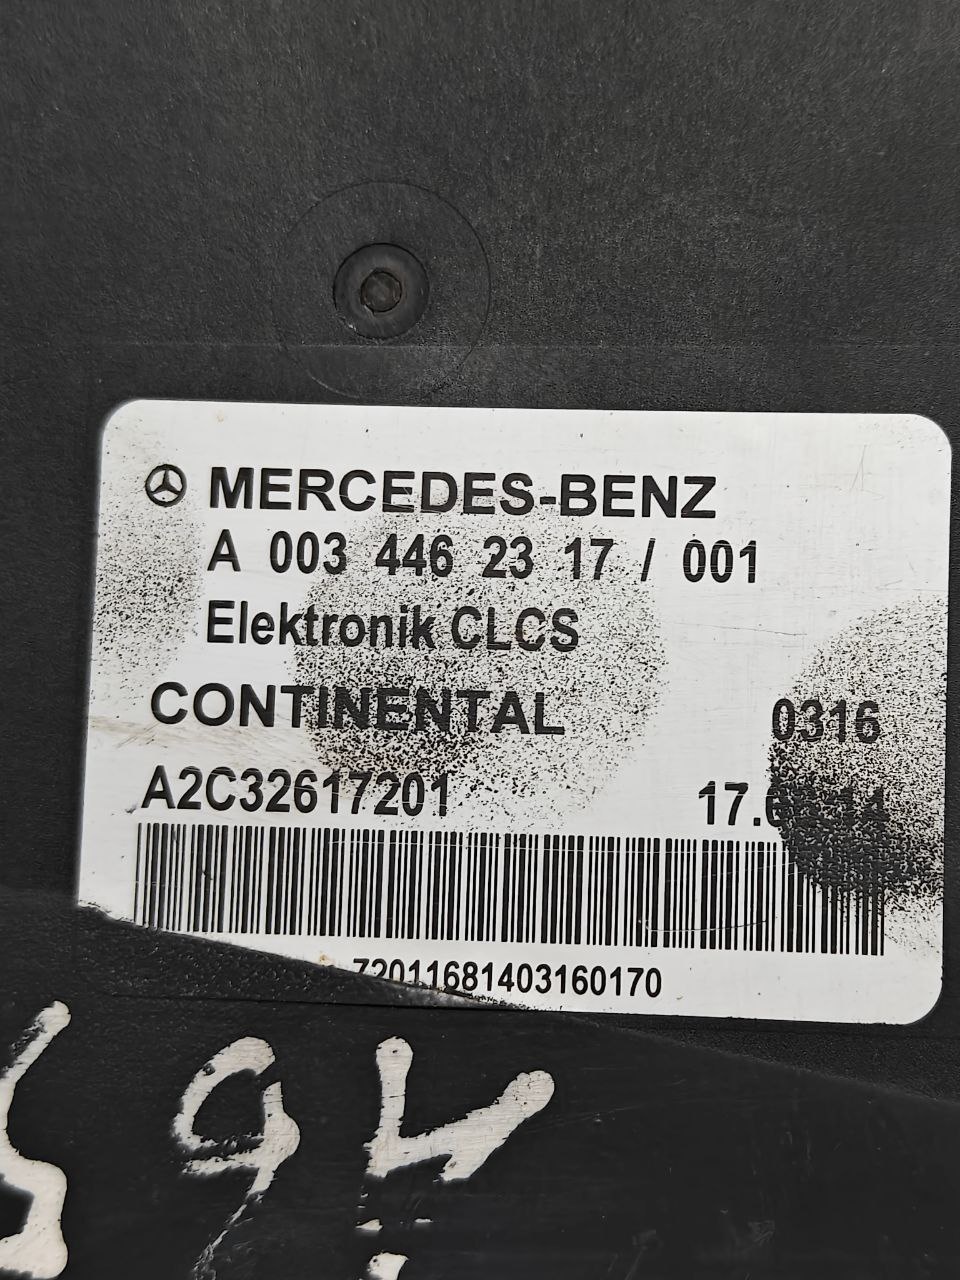 MERCEDES-BENZ
A 003 446 23 17 / 001
Elektronik CLCS
CONTINENTAL 0316
A2C32617201
72011681403160170